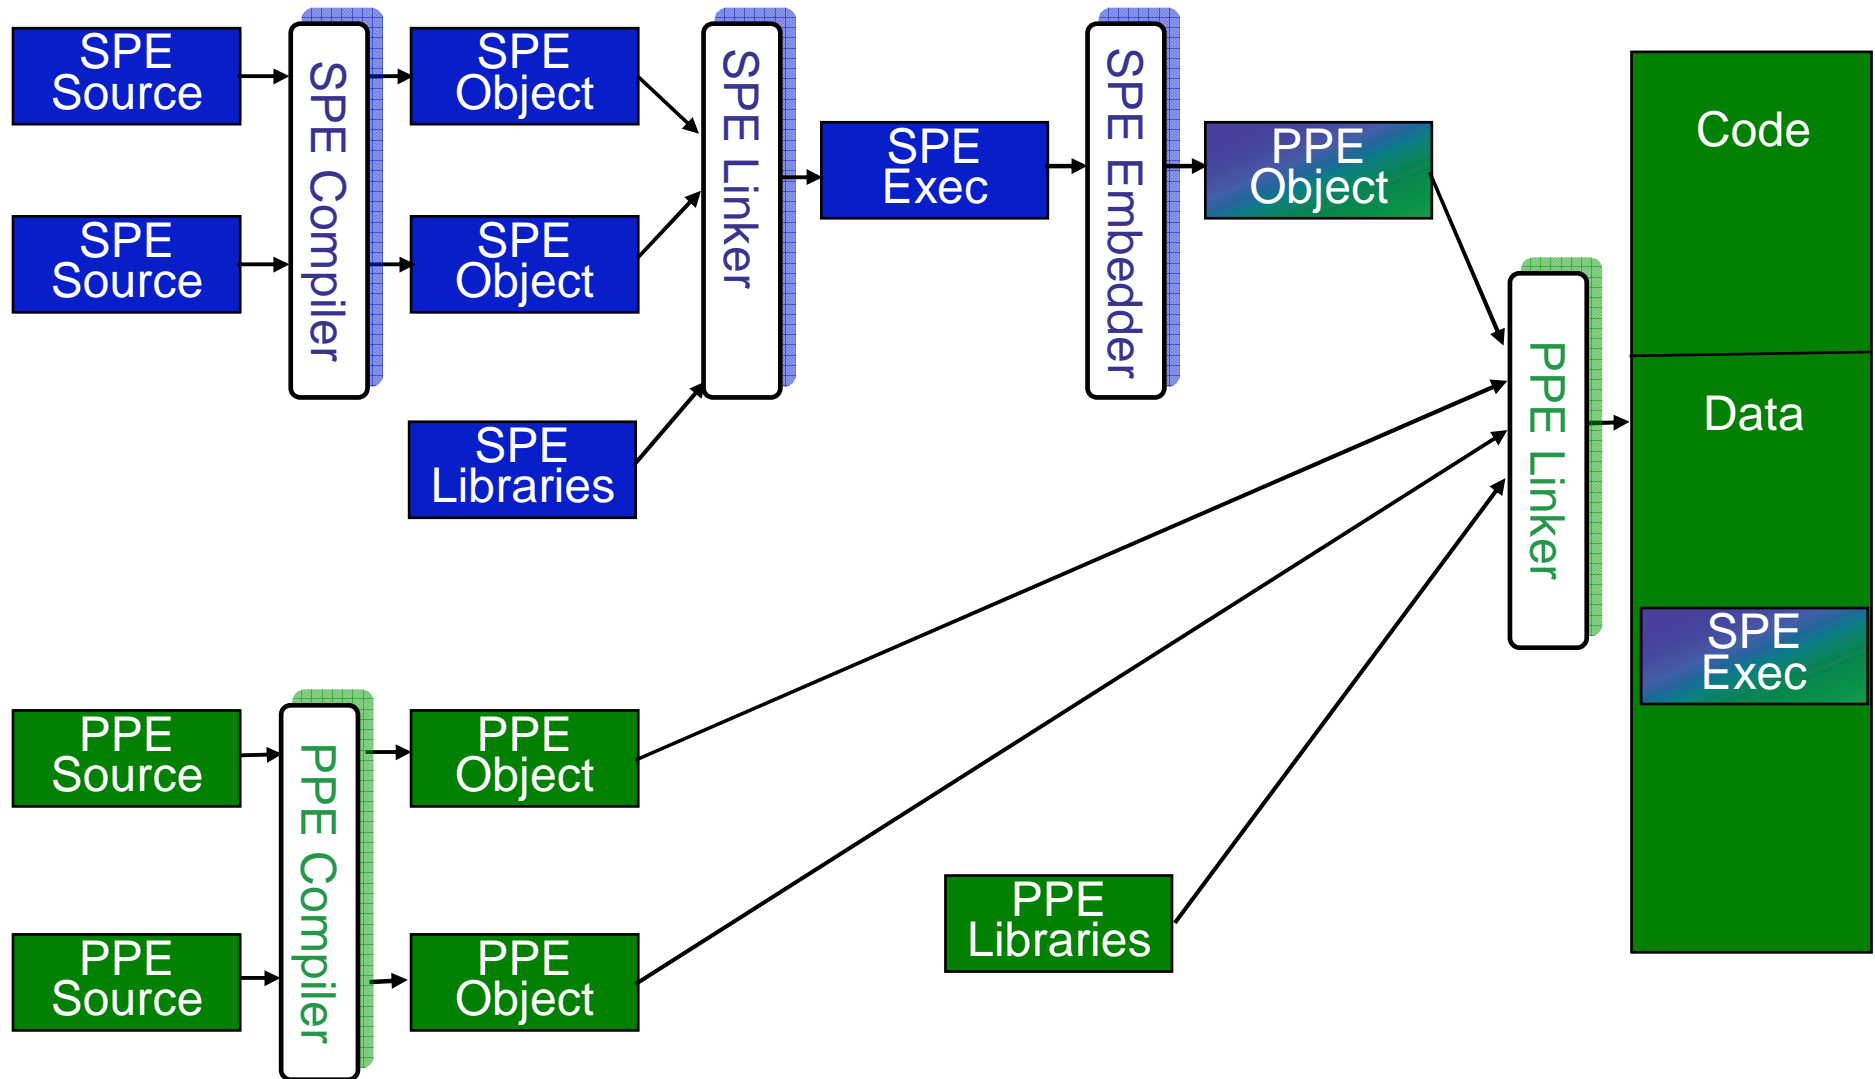 SPE
Source
SPE
Source
SPE Compiler
SPE
Object
SPE
Object
SPE
Libraries
SPE Linker
SPE
Exec
SPE Embedder
PPE
Object
PPE Source
PPE Source
PPE Compiler
PPE
Object
PPE
Object
PPE
Libraries
PPE Linker
Code
Data
SPE
Exec